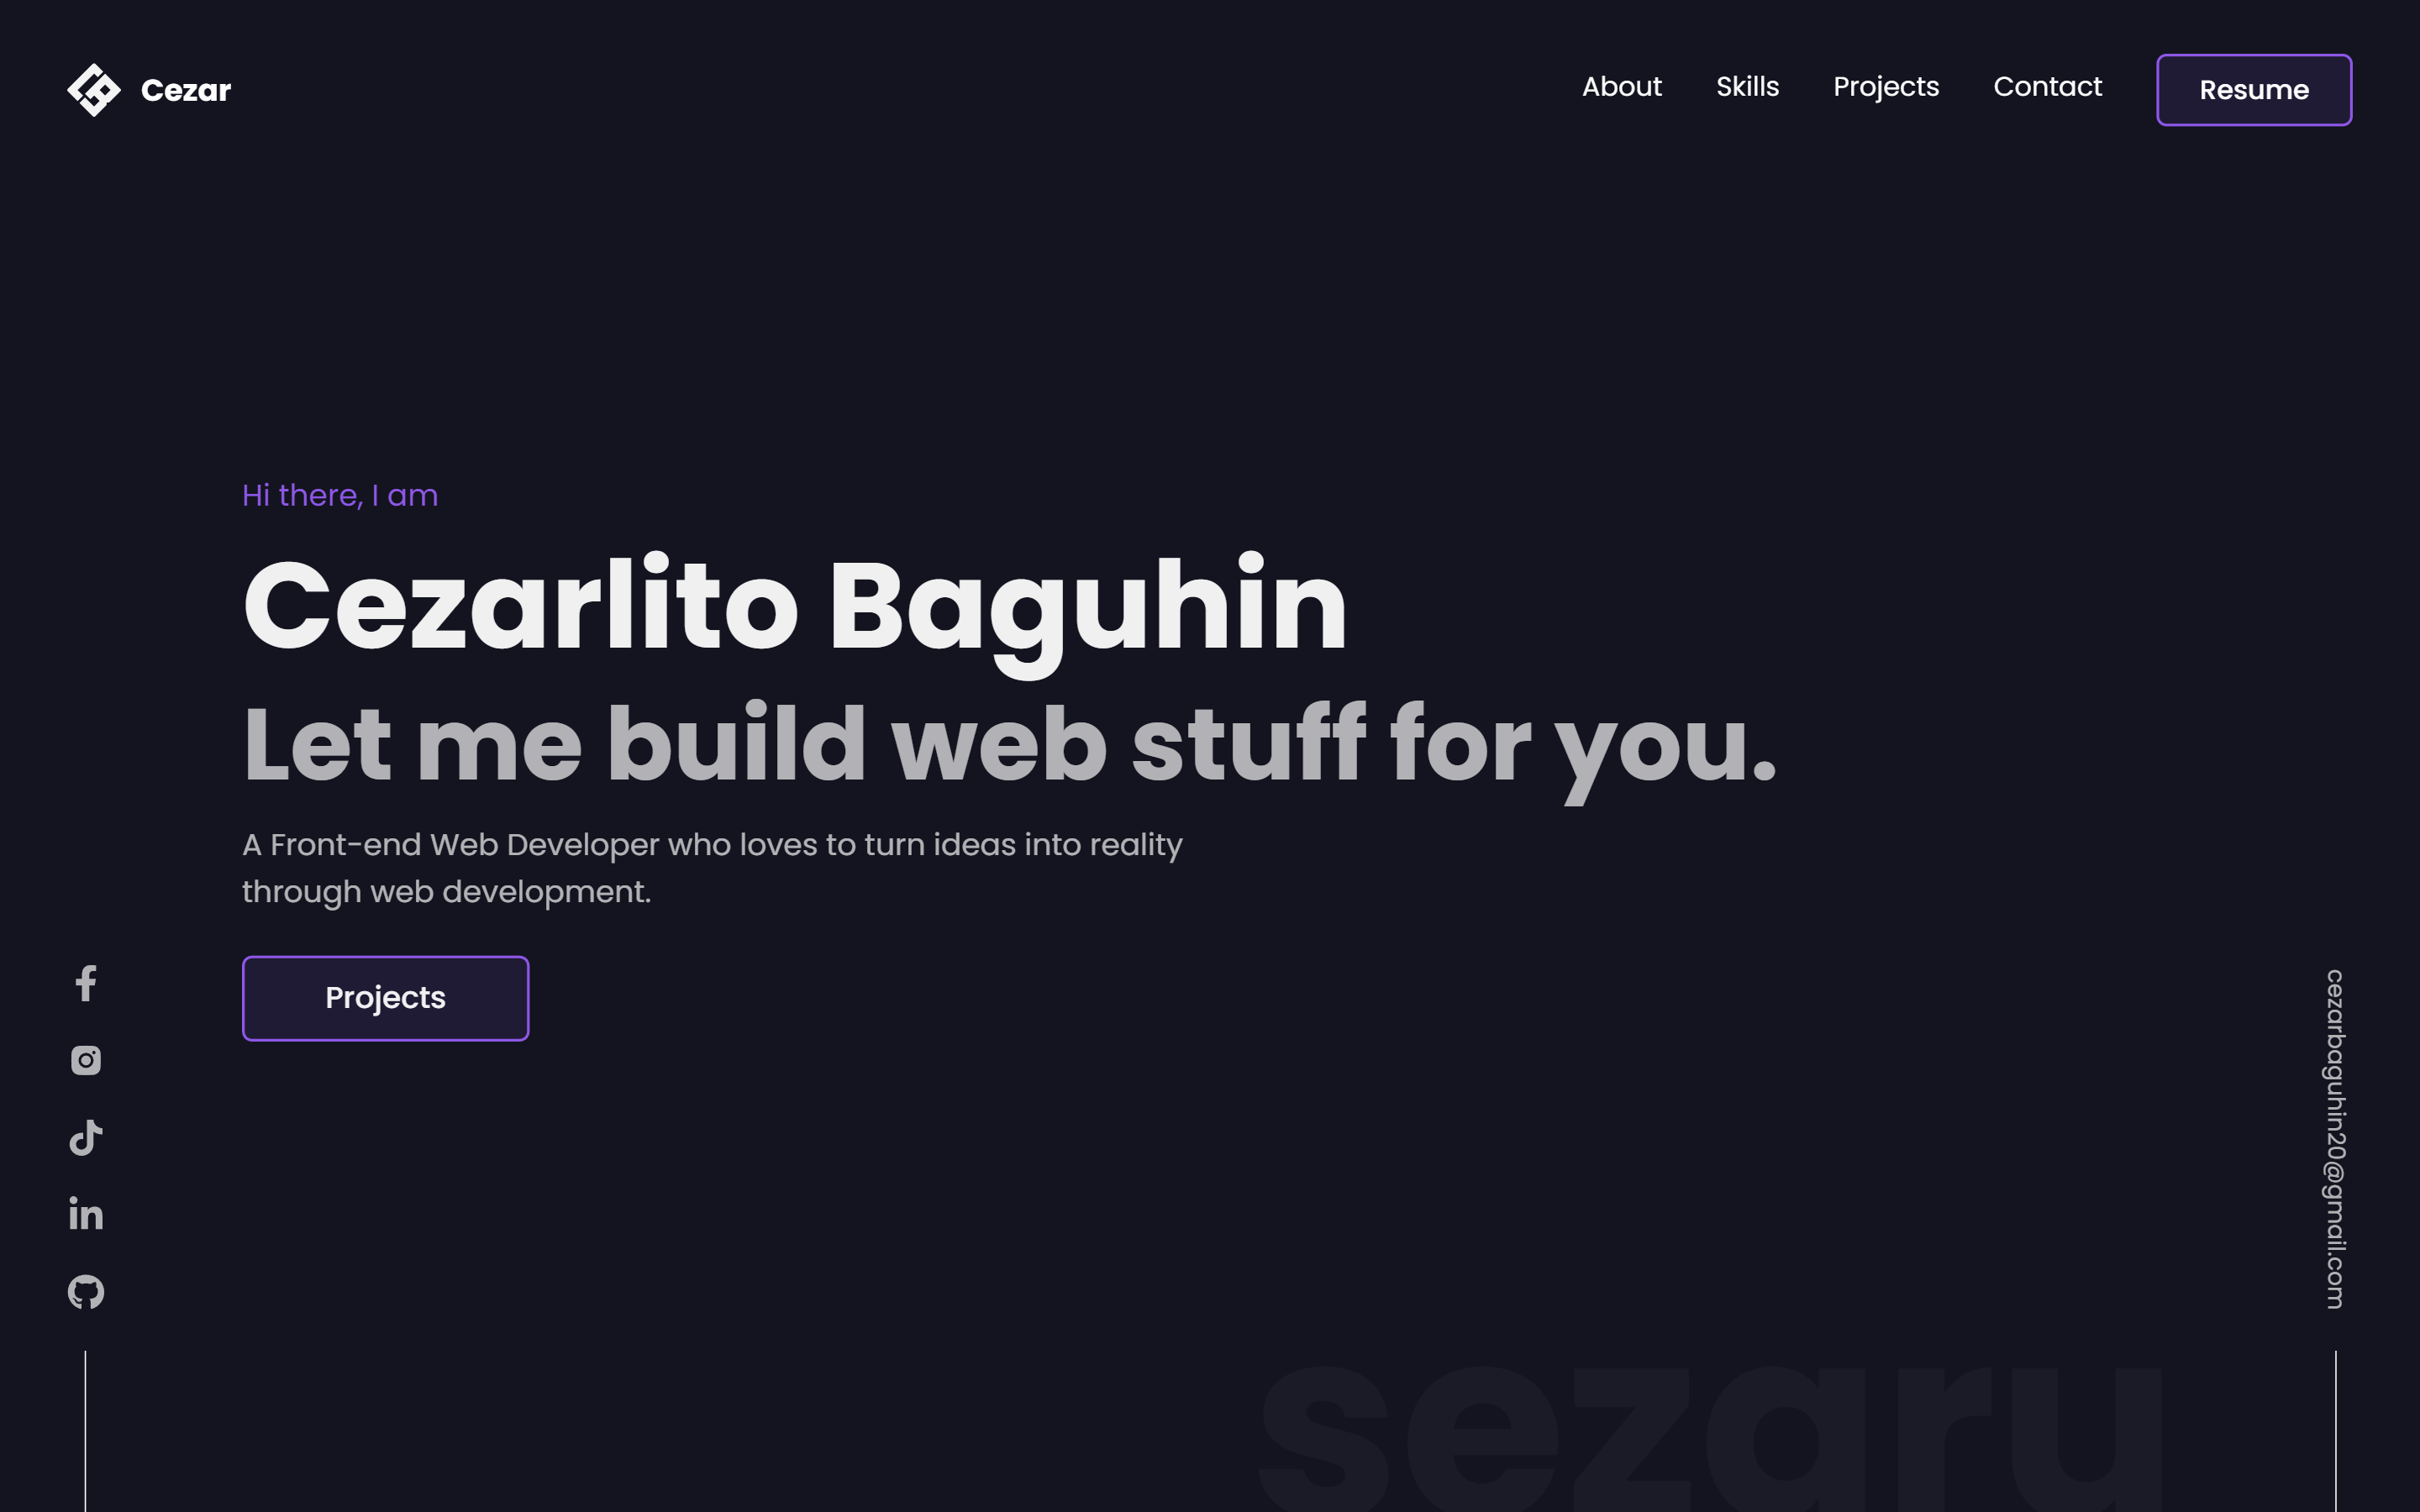 Cezar
About
Skills
Projects
Contact
Resume
Hi there, I am
Cezarlito Baguhin
Let me build web stuff for you.
A Front-end Web Developer who loves to turn ideas into reality
through web development.
Projects
cezarbaguhin20@gmail.com
sezaru